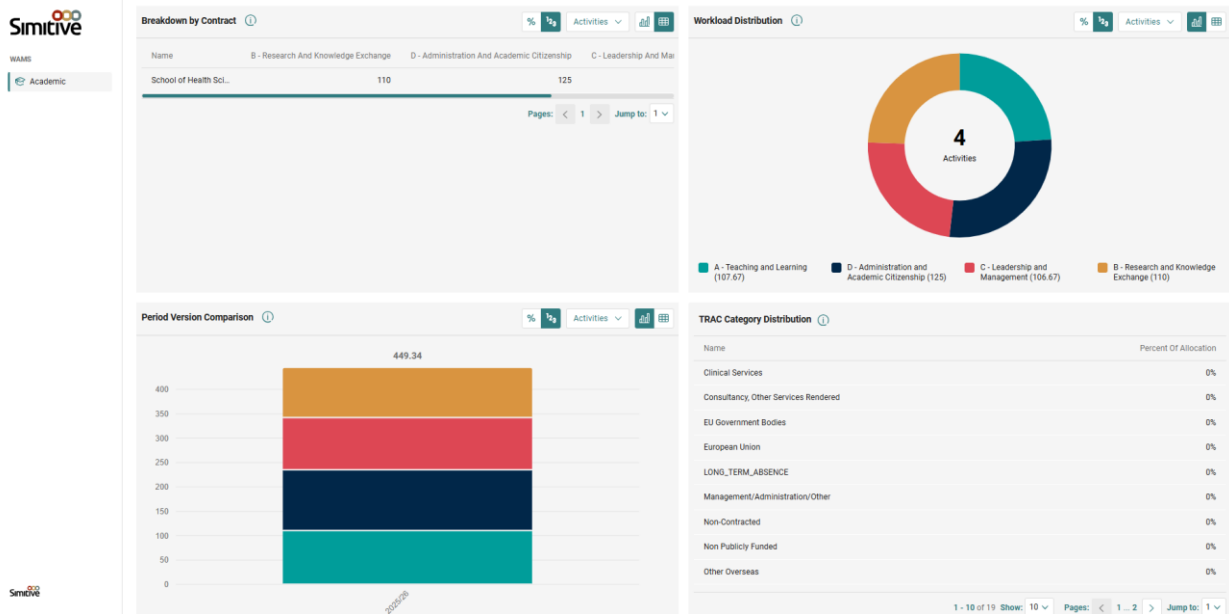 Simitive
WAMS
Academic
Simitive
Breakdown by Contract
% 123 Activities
Name B - Research And Knowledge Exchange D - Administration And Academic Citizenship C - Leadership And Mar
School of Health Sci... 110 125
Pages: < 1 > Jump to: 1
Workload Distribution
% 123 Activities
4
Activities
A - Teaching and Learning
(107.67)
D - Administration and
Academic Citizenship (125)
C - Leadership and
Management (106.67)
B - Research and Knowledge
Exchange (110)
Period Version Comparison
% 123 Activities
449.34
400
350
300
250
200
150
100
50
0
2025/26
TRAC Category Distribution
Name Percent Of Allocation
Clinical Services 0%
Consultancy, Other Services Rendered 0%
EU Government Bodies 0%
European Union 0%
LONG_TERM_ABSENCE 0%
Management/Administration/Other 0%
Non-Contracted 0%
Non Publicly Funded 0%
Other Overseas 0%
1 - 10 of 19 Show: 10 Pages: < 1 ... 2 > Jump to: 1